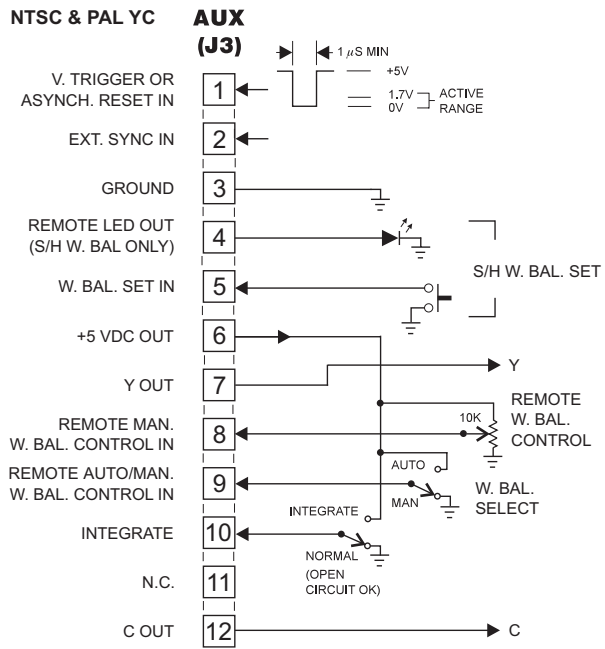 NTSC & PAL YC
AUX
(J3)
1 µS MIN
+5V
1.7V
0V
ACTIVE
RANGE
V. TRIGGER OR
ASYNCH. RESET IN
1
EXT. SYNC IN
2
GROUND
3
REMOTE LED OUT
(S/H W. BAL ONLY)
4
S/H W. BAL. SET
W. BAL. SET IN
5
+5 VDC OUT
6
Y OUT
7
Y
REMOTE MAN.
W. BAL. CONTROL IN
8
10K
REMOTE
W. BAL.
CONTROL
REMOTE AUTO/MAN.
W. BAL. CONTROL IN
9
AUTO
MAN
W. BAL.
SELECT
INTEGRATE
10
INTEGRATE
NORMAL
(OPEN
CIRCUIT OK)
N.C.
11
C OUT
12
C